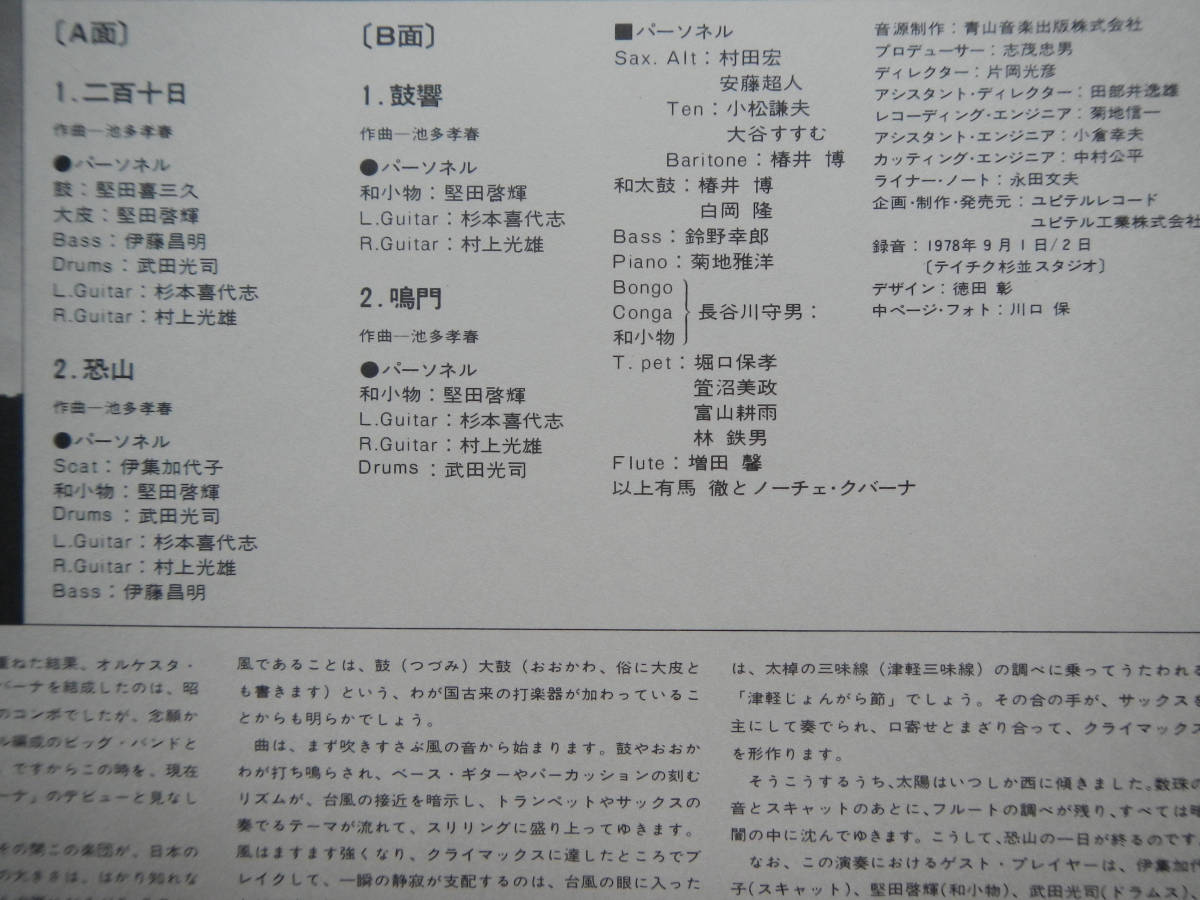 〔A面〕
1.二百十日
作曲―池多孝春
●パーソネル
鼓：堅田喜三久
大皮：堅田啓輝
Bass：伊藤昌明
Drums：武田光司
L.Guitar：杉本喜代志
R.Guitar：村上光雄
2.恐山
作曲―池多孝春
●パーソネル
Scat：伊集加代子
和小物：堅田啓輝
Drums：武田光司
L.Guitar：杉本喜代志
R.Guitar：村上光雄
Bass：伊藤昌明
〔B面〕
1.鼓響
作曲―池多孝春
●パーソネル
和小物：堅田啓輝
L.Guitar：杉本喜代志
R.Guitar：村上光雄
2.鳴門
作曲―池多孝春
●パーソネル
和小物：堅田啓輝
L.Guitar：杉本喜代志
R.Guitar：村上光雄
Drums：武田光司
■パーソネル
Sax. Alt：村田宏
安藤超人
Ten：小松謙夫
大谷すすむ
Baritone：椿井 博
和太鼓：椿井 博
白岡 隆
Bass：鈴野幸郎
Piano：菊地雅洋
Bongo
Conga
和小物
長谷川守男：
T. pet：堀口保孝
筥沼美政
富山耕雨
林 鉄男
Flute：増田 馨
以上有馬 徹とノーチェ・クバーナ
音源制作：青山音楽出版株式会社
プロデューサー：志茂忠男
ディレクター：片岡光彦
アシスタント・ディレクター：田部井逸雄
レコーディング・エンジニア：菊地信一
アシスタント・エンジニア：小倉幸夫
カッティング・エンジニア：中村公平
ライナー・ノート：永田文夫
企画・制作・発売元：ユピテルレコード
ユピテル工業株式会社
録音：1978年9月1日/2日
〔テイチク杉並スタジオ〕
デザイン：徳田 彰
中ページ・フォト：川口 保
重ねた結果。オルケスタ・
バーナを結成したのは、昭
のコンボでしたが、念願か
ル編成のビッグ・バンドと
。ですからこの時を、現在
ーナ」のデビューと見なし
その間この楽団が、日本の
の大きさは、はかり知れな
風であることは、鼓（つづみ）大鼓（おおかわ、俗に大皮と
も書きます）という、わが国古来の打楽器が加わっているこ
とからも明らかでしょう。
曲は、まず吹きすさぶ風の音から始まります。鼓やおおか
わが打ち鳴らされ、ベース・ギターやパーカッションの刻む
リズムが、台風の接近を暗示し、トランペットやサックスの
奏でるテーマが流れて、スリリングに盛り上ってゆきます。
風はますます強くなり、クライマックスに達したところでブ
レイクして、一瞬の静寂が支配するのは、台風の眼に入った
は、太棹の三味線（津軽三味線）の調べに乗ってうたわれる
「津軽じょんがら節」でしょう。その合の手が、サックスを
主にして奏でられ、口寄せとまざり合って、クライマックス
を形作ります。
そうこうするうち、太陽はいつしか西に傾きました。数珠の
音とスキャットのあとに、フルートの調べが残り、すべては暗
闇の中に沈んでゆきます。こうして、恐山の一日が終るのです。
なお、この演奏におけるゲスト・プレイヤーは、伊集加代
子(スキャット)、堅田啓輝(和小物)、武田光司(ドラムス)、